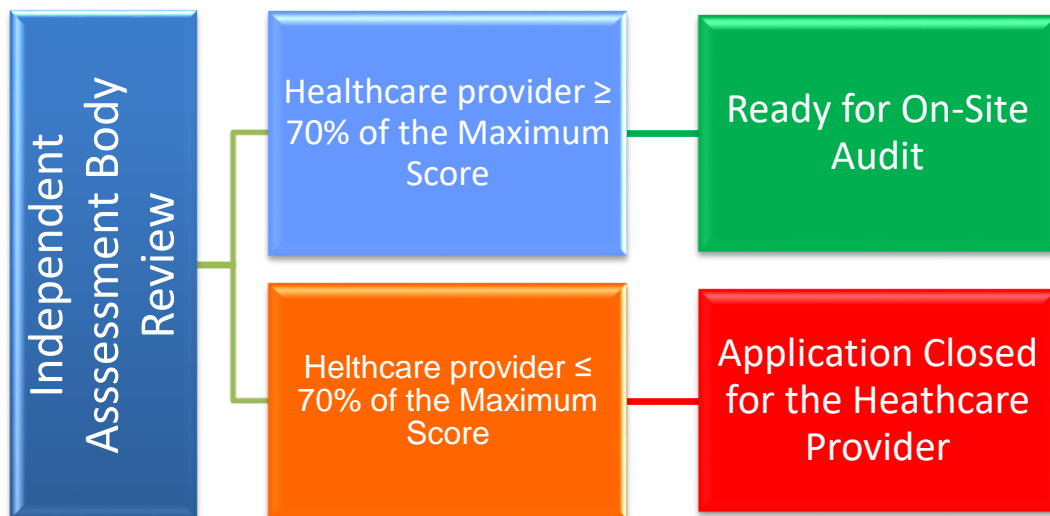 Independent
Asssessment Body
Review
Healthcare provider ≥
70% of the Maximum
Score
Ready for On-Site
Audit
Helthcare provider ≤
70% of the Maximum
Score
Application Closed
for the Heathcare
Provider